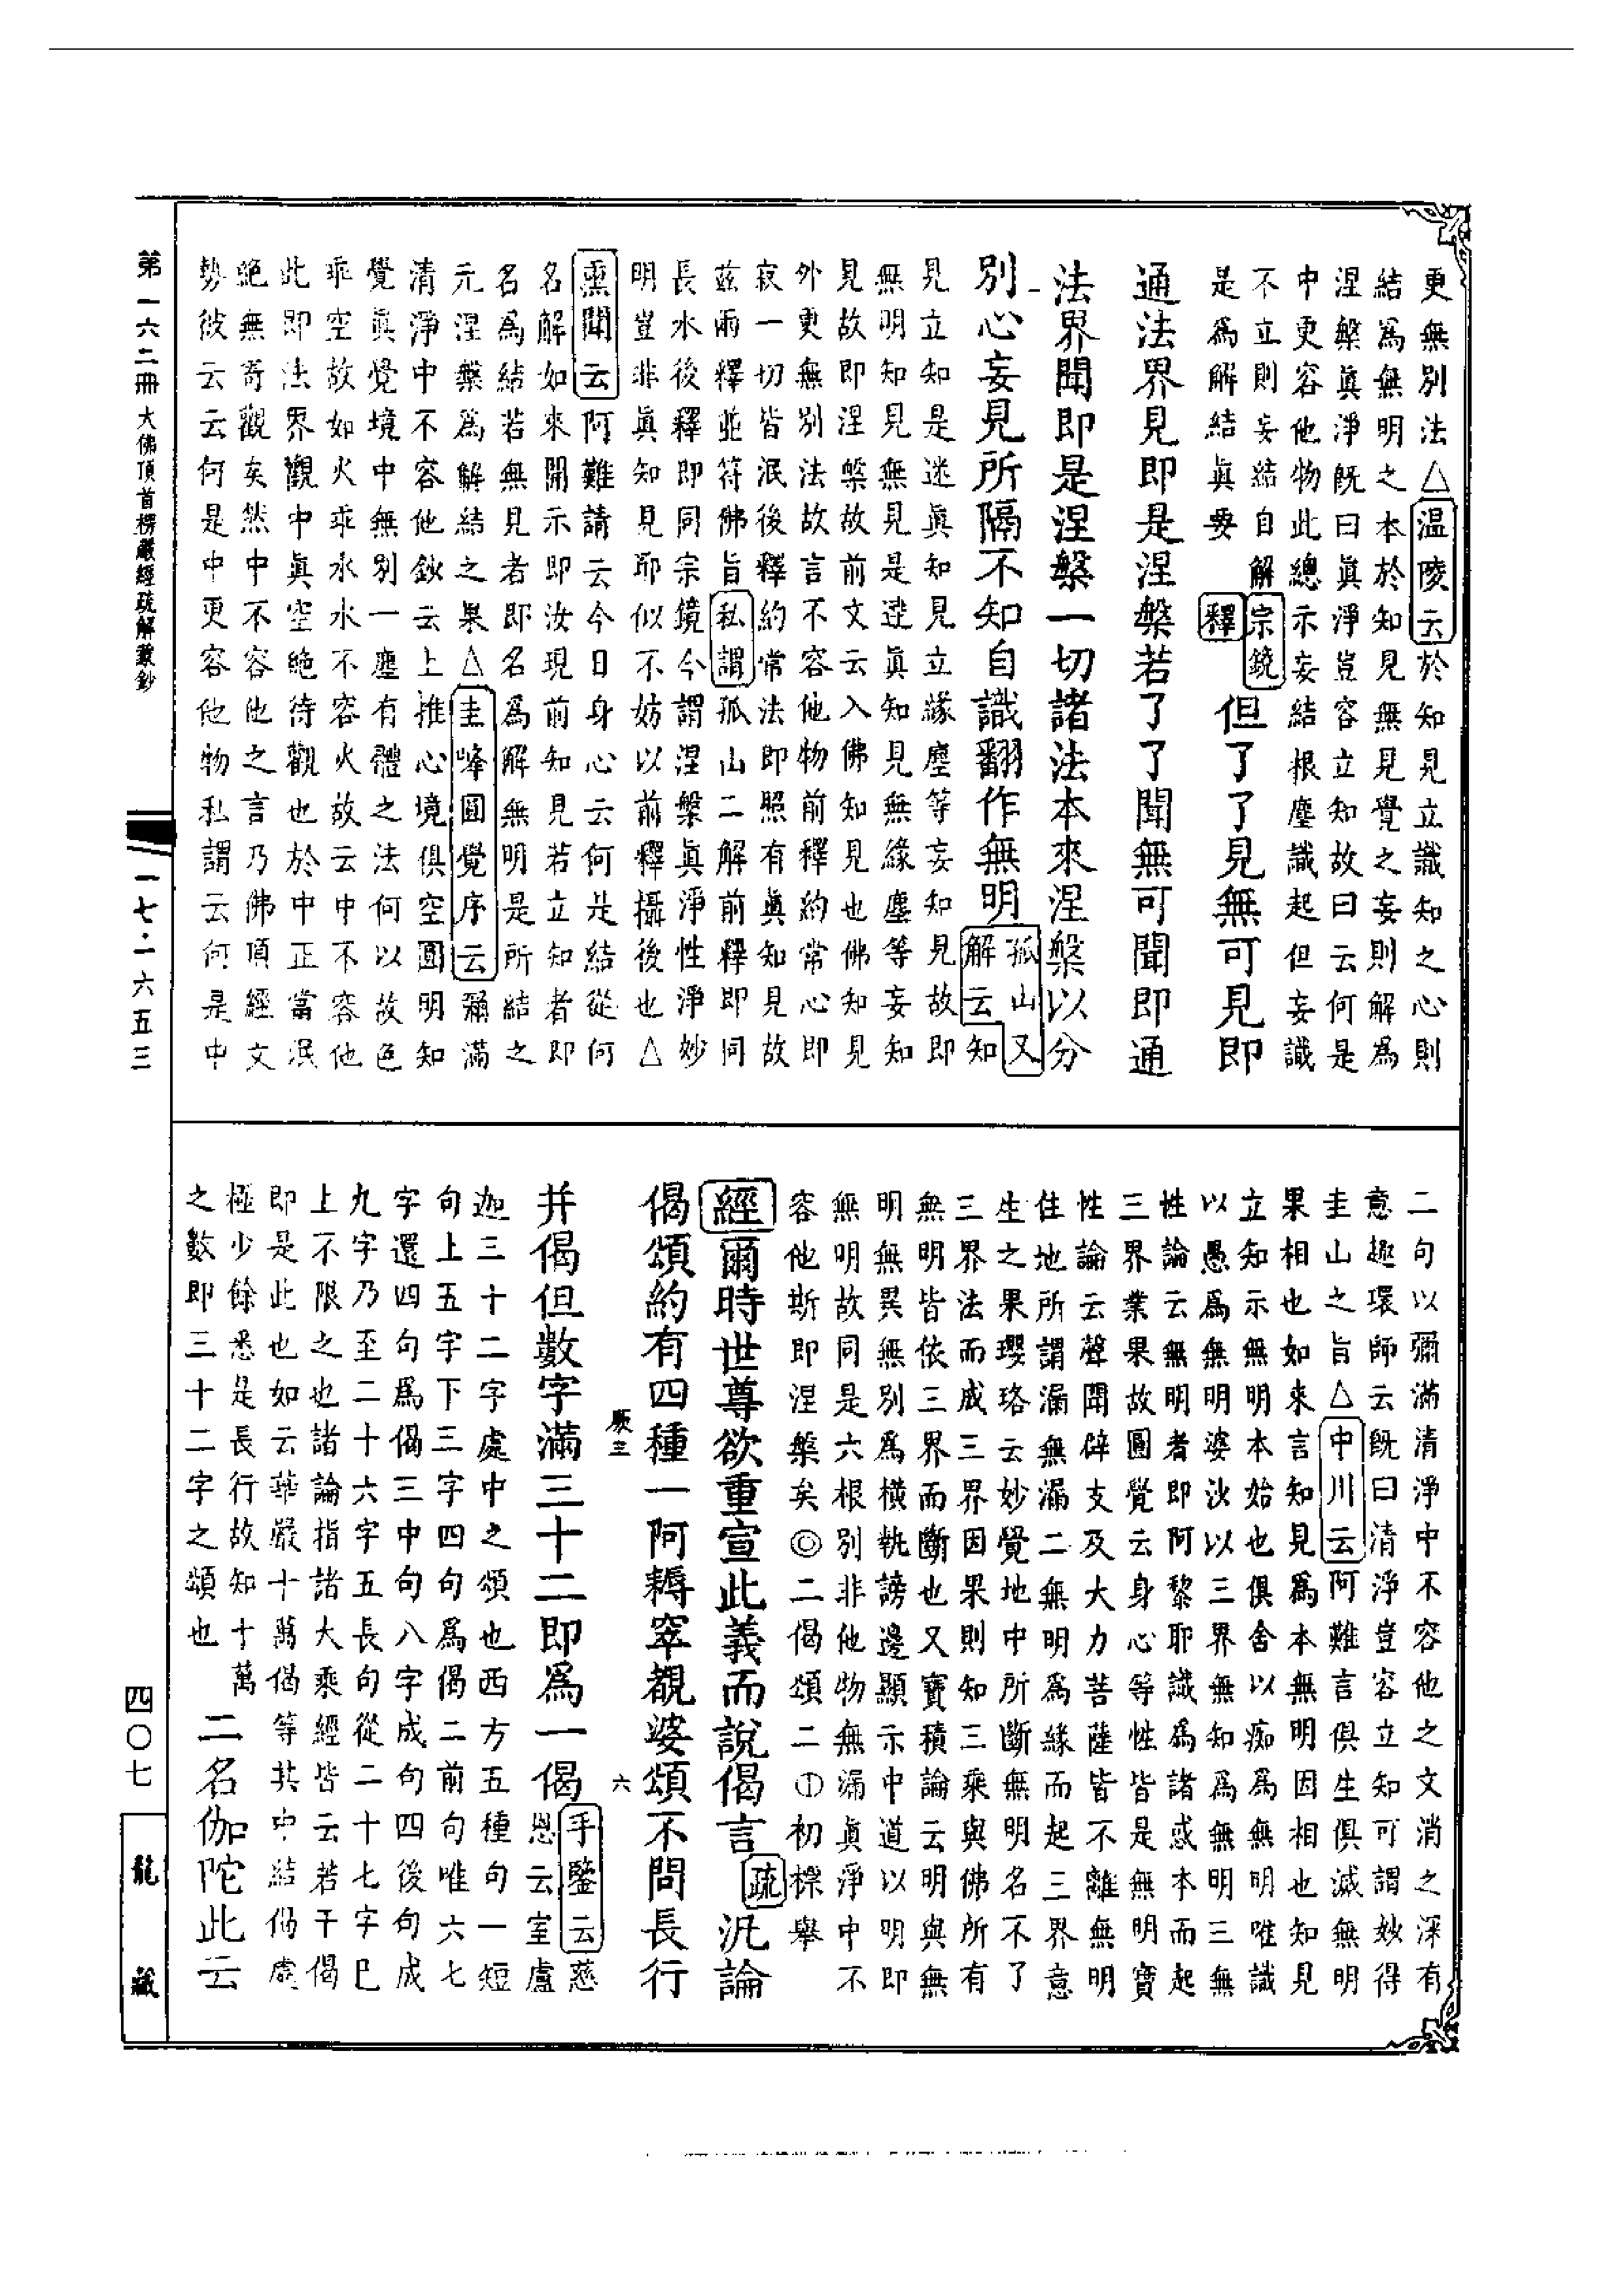 更無別法△温陵云於知見立識知之心則
結爲無明之本於知見無見覺之妄則解爲
涅槃眞淨旣曰眞淨豈容立知故曰云何是
中更容他物此總示妄結根塵識起但妄識
不立則妄結自解宗鏡
是爲解結眞要釋
但了了見無可見即
通法界見即是涅槃若了了聞無可聞即通
法界聞即是涅槃一切諸法本來涅槃以分
別心妄見所隔不知自識翻作無明孤山又
解云知
見立知是迷眞知見立緣塵等妄知見故即
無明知見無見是達眞知見無緣塵等妄知
見故即涅槃故前文云入佛知見也佛知見
外更無別法故言不容他物前釋約常心即
寂一切皆泯後釋約常法即照有眞知見故
茲兩釋並符佛旨私謂孤山二解前釋即同
長水後釋即同宗鏡今謂涅槃眞淨性淨妙
明豈非眞知見耶似不妨以前釋攝後也△
熏聞云阿難請云今日身心云何是結從何
名解如來開示即汝現前知見若立知者即
名爲結若無見者即名爲解無明是所結之
元涅槃爲解結之果△圭峰圓覺序云彌滿
清淨中不容他鈔云上推心境俱空圓明知
覺眞覺境中無別一塵有體之法何以故色
乖空故如火乖水水不容火故云中不容他
此即法界觀中眞空絶待觀也於中正當泯
絶無寄觀矣然中不容他之言乃佛頂經文
勢彼云云何是中更容他物私謂云何是中
二句以彌滿清淨中不容他之文消之深有
意趣環師云旣曰清淨豈容立知可謂妙得
圭山之旨△中川云阿難言俱生俱滅無明
果相也如來言知見爲本無明因相也知見
立知示無明本始也俱舍以痴爲無明唯識
以愚爲無明婆沙以三界無知為無明三無
性論云無明者即阿黎耶識爲諸惑本而起
三界業果故圓覺云身心等性皆是無明寶
性論云聲聞辟支及大力菩薩皆不離無明
住地所謂漏無漏二無明爲緣而起三界意
生之果瓔珞云妙覺地中所斷無明名不了
三界法而成三界因果則知三乘與佛所有
無明皆依三界而斷也又寶積論云明與無
明無異無別爲橫執謗邊顯示中道以明即
無明故同是六根別非他物無漏眞淨中不
容他斯即涅槃矣◎二偈頌二①初標舉
經爾時世尊欲重宣此義而說偈言疏汎論
偈頌約有四種一阿耨窣覩婆頌不問長行
六
并偈但數字滿三十二即爲一偈手鑒云慈
恩云室盧
迦三十二字處中之頌也西方五種句一短
句上五字下三字四句爲偈二前句唯六七
字還四句爲偈三中句八字成句四後句成
九字乃至二十六字五長句從二十七字已
上不限之也諸論指諸大乘經皆云若干偈
即是此也如云華嚴十萬偈等其中結偈處
極少餘悉是長行故知十萬
之數即三十二字之頌也
二名伽陀此云
第一六二冊 大佛頂首楞嚴經疏解蒙鈔
一七·一六五三
四〇七
龍藏